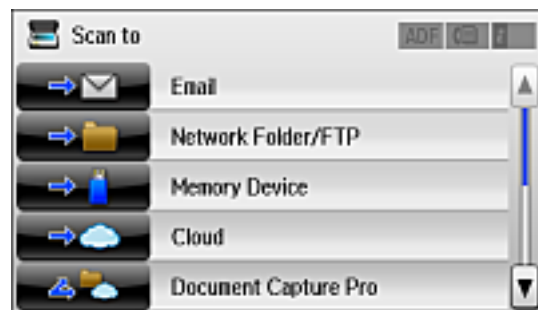 Scan to
ADF
Email
Network Folder/FTP
Memory Device
Cloud
Document Capture Pro